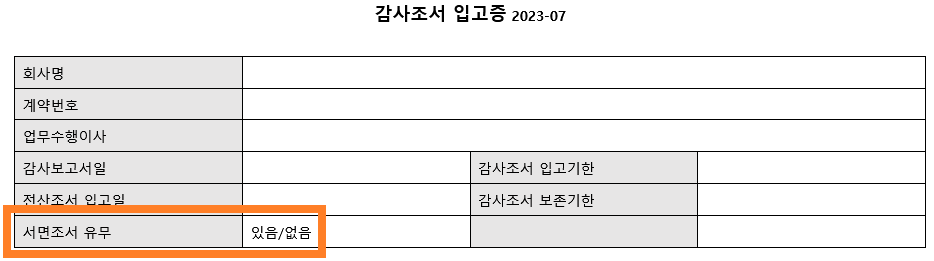 감사조서 입고증 2023-07
회사명
계약번호
업무수행이사
감사보고서일 감사조서 입고기한
전산조서 입고일 감사조서 보존기한
서면조서 유무 있음/없음